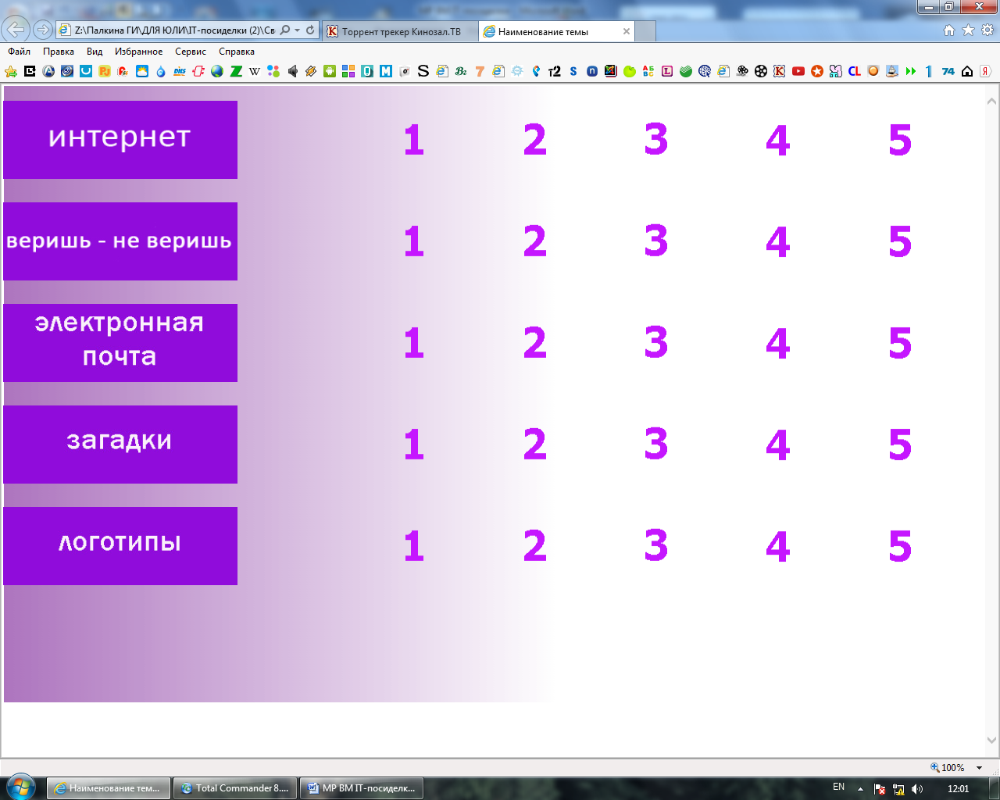 Z:\Палкина ГИ\ДЛЯ ЮЛИ\IT-посиделки (2)\Св
Торрент трекер Кинозал.ТВ
Наименование темы
Файл Правка Вид Избранное Сервис Справка
интернет 1 2 3 4 5
веришь - не веришь 1 2 3 4 5
электронная
почта 1 2 3 4 5
загадки 1 2 3 4 5
логотипы 1 2 3 4 5
100%
Наименование тем...
Total Commander 8....
МР ВМ IT-посиделк...
EN
12:01